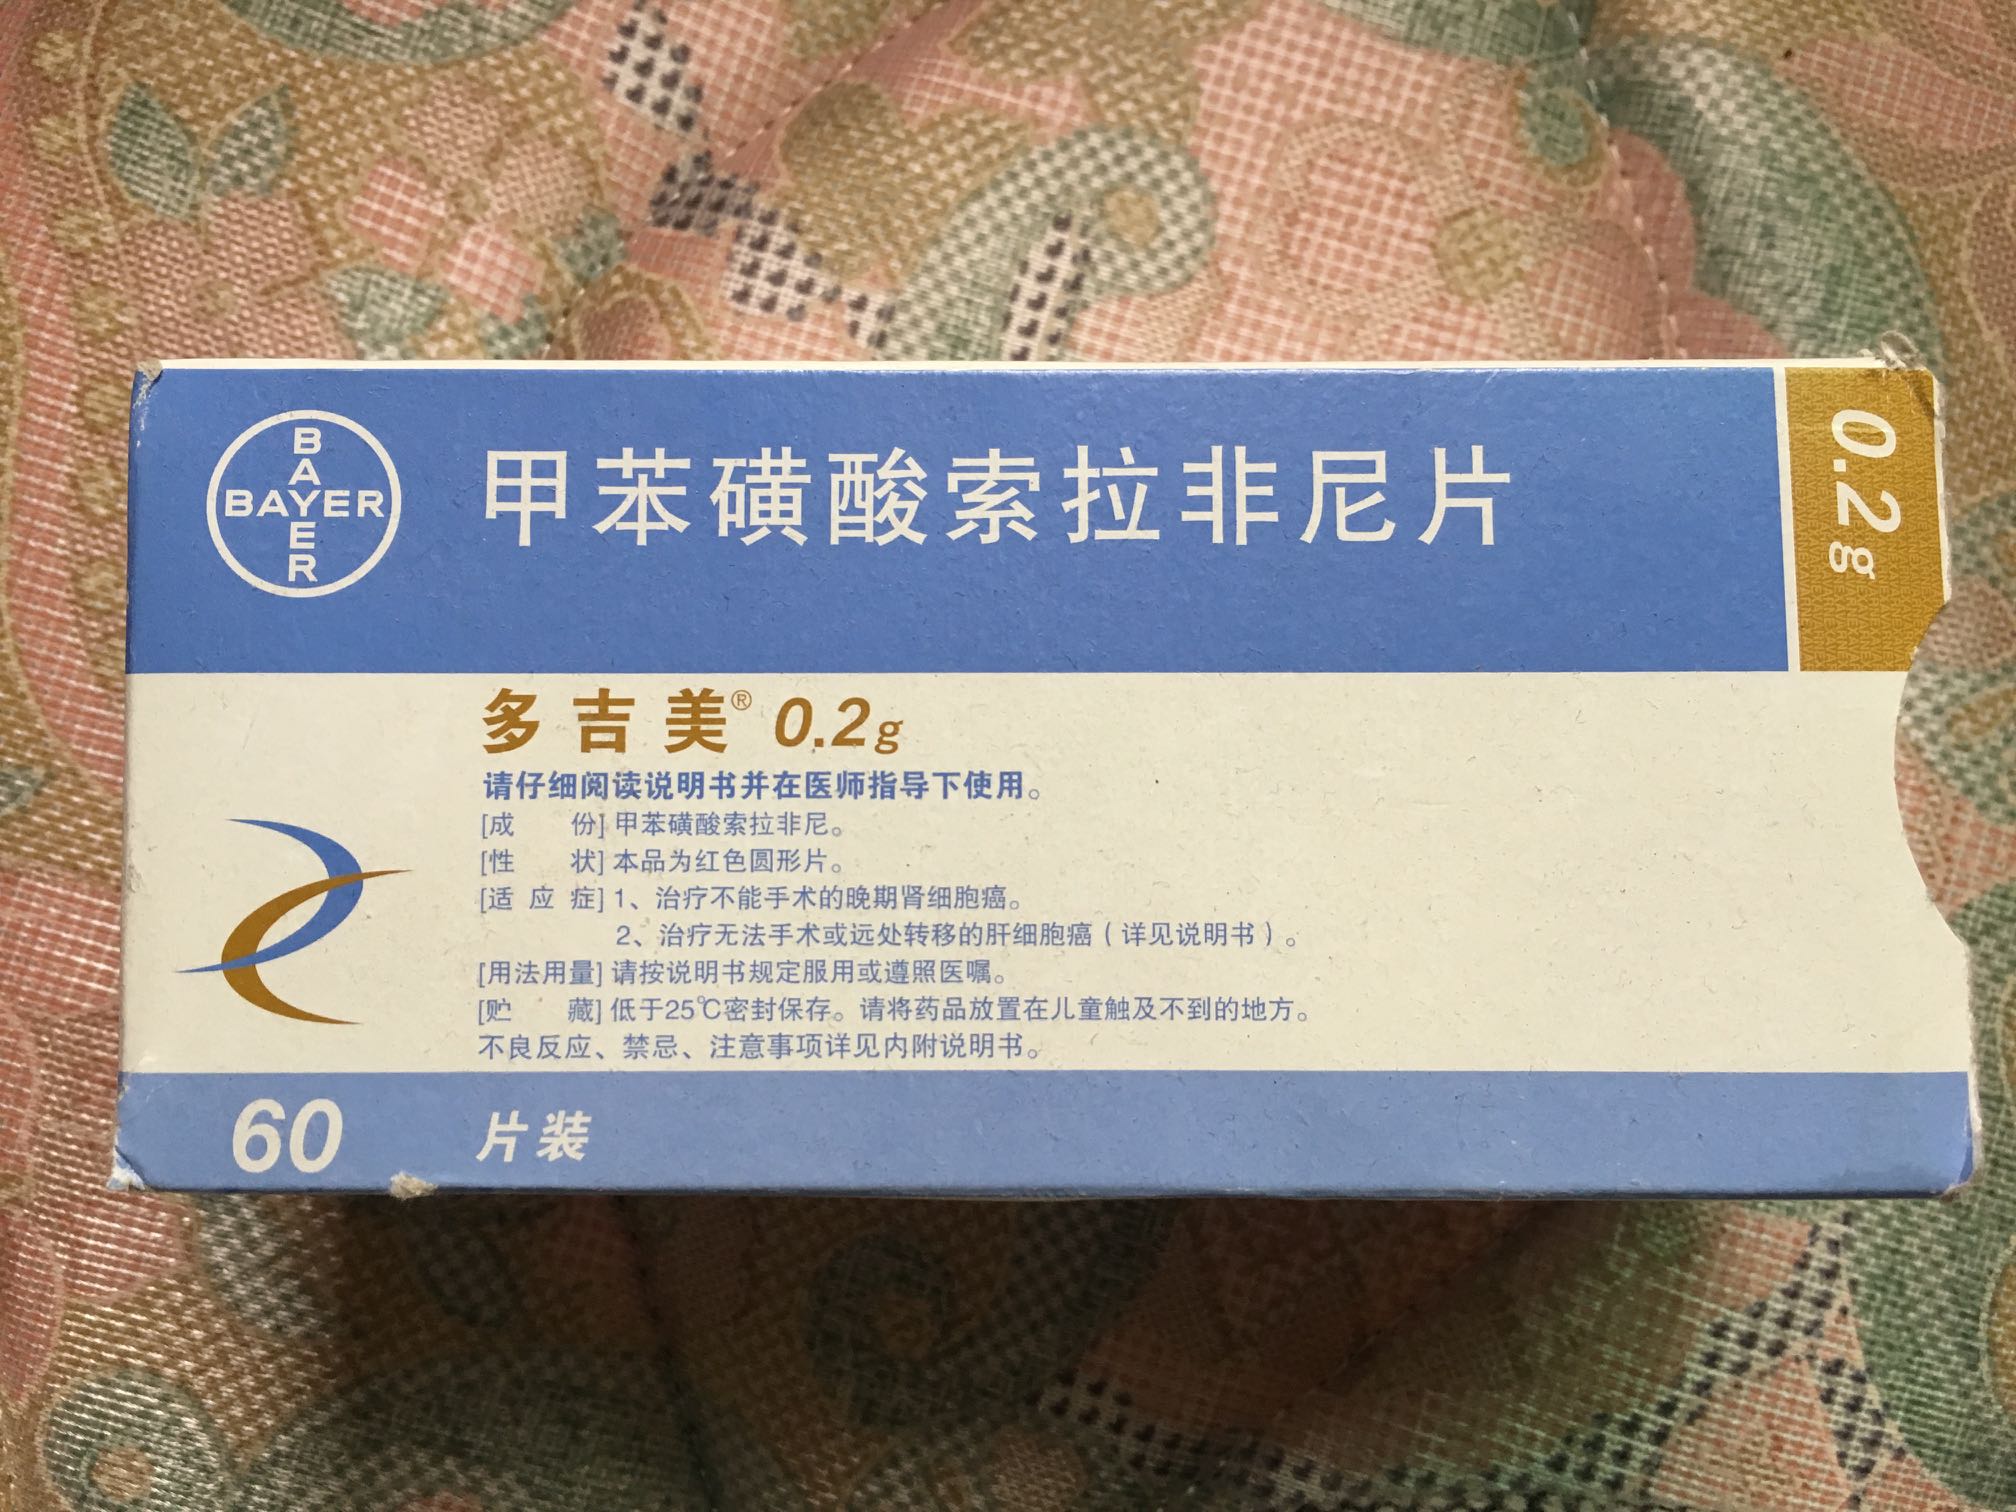 BAYER
BAYER
甲苯磺酸索拉非尼片
0.2g
多吉美® 0.2g
请仔细阅读说明书并在医师指导下使用。
[成 份] 甲苯磺酸索拉非尼。
[性 状] 本品为红色圆形片。
[适 应 症] 1、治疗不能手术的晚期肾细胞癌。
2、治疗无法手术或远处转移的肝细胞癌（详见说明书）。
[用法用量] 请按说明书规定服用或遵照医嘱。
[贮 藏] 低于25℃密封保存。请将药品放置在儿童触及不到的地方。
不良反应、禁忌、注意事项详见内附说明书。
60 片装